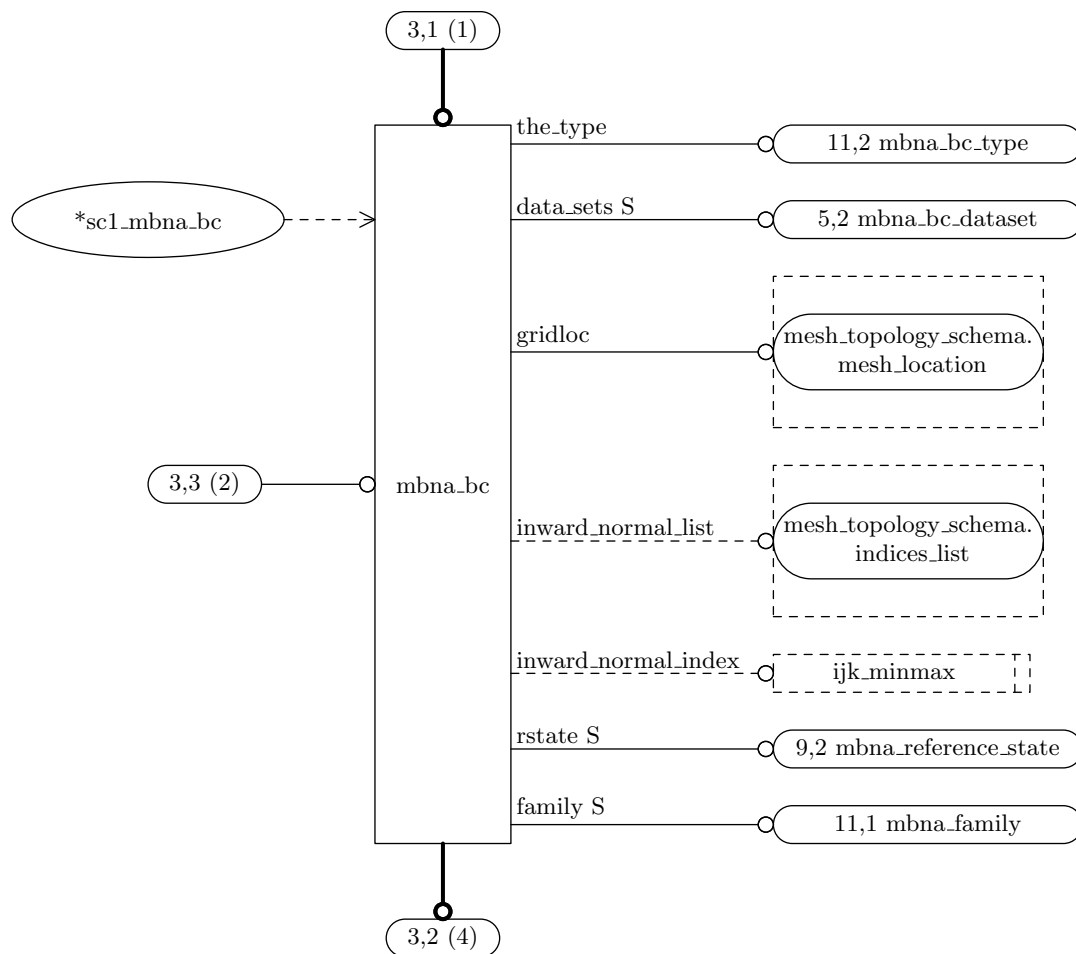 3,1 (1)
the_type
11,2 mbna_bc_type
*sc1_mbna_bc
data_sets S
5,2 mbna_bc_dataset
gridloc
mesh_topology_schema.
mesh_location
3,3 (2)
mbna_bc
inward_normal_list
mesh_topology_schema.
indices_list
inward_normal_index
ijk_minmax
rstate S
9,2 mbna_reference_state
family S
11,1 mbna_family
3,2 (4)